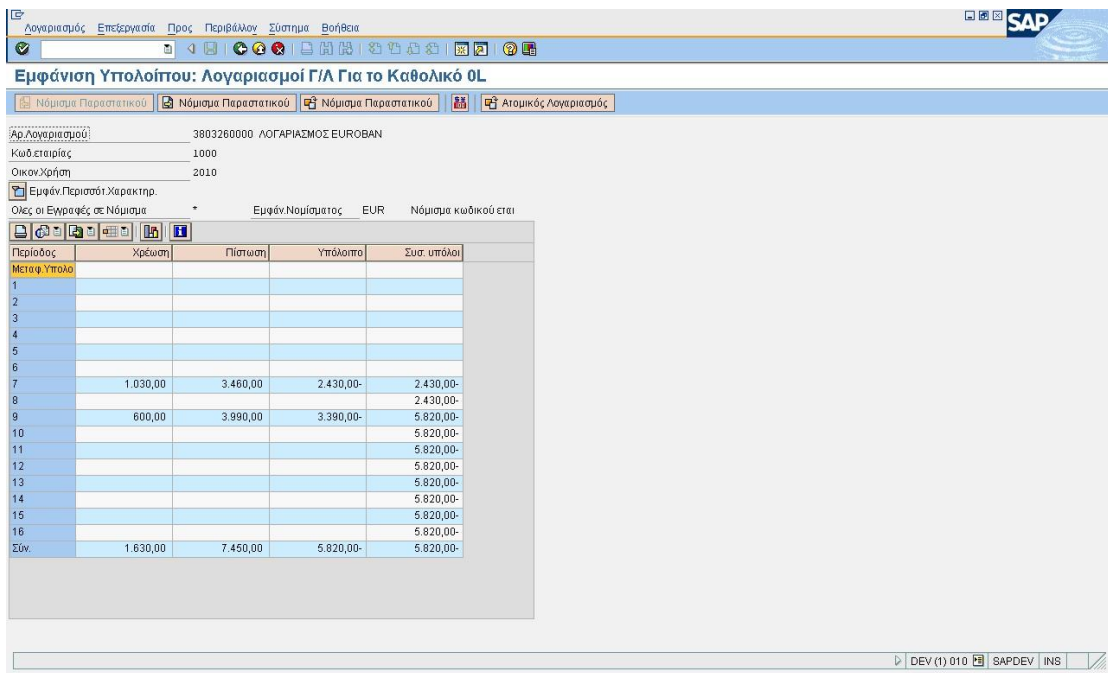 Λογαριασμός Επεξεργασία Προς Περιβάλλον Σύστημα Βοήθεια
SAP
Εμφάνιση Υπολοίπου: Λογαριασμοί Γ/Λ Για το Καθολικό 0L
Νόμισμα Παραστατικού Νόμισμα Παραστατικού Νόμισμα Παραστατικού Ατομικός Λογαριασμός
Αρ.Λογαριασμού 3803260000 ΛΟΓΑΡΙΑΣΜΟΣ EUROBAN
Κωδ.εταιρίας 1000
Οικον.Χρήση 2010
Εμφάν.Περισσότ.Χαρακτηρ.
Ολες οι Εγγραφές σε Νόμισμα * Εμφάν.Νομίσματος EUR Νόμισμα κωδικού εται
Περίοδος Χρέωση Πίστωση Υπόλοιπο Συσ. υπόλοι
Μεταφ.Υπολο
1
2
3
4
5
6
7 1.030,00 3.460,00 2.430,00- 2.430,00-
8 2.430,00-
9 600,00 3.990,00 3.390,00- 5.820,00-
10 5.820,00-
11 5.820,00-
12 5.820,00-
13 5.820,00-
14 5.820,00-
15 5.820,00-
16 5.820,00-
Σύν. 1.630,00 7.450,00 5.820,00- 5.820,00-
DEV (1) 010 SAPDEV INS